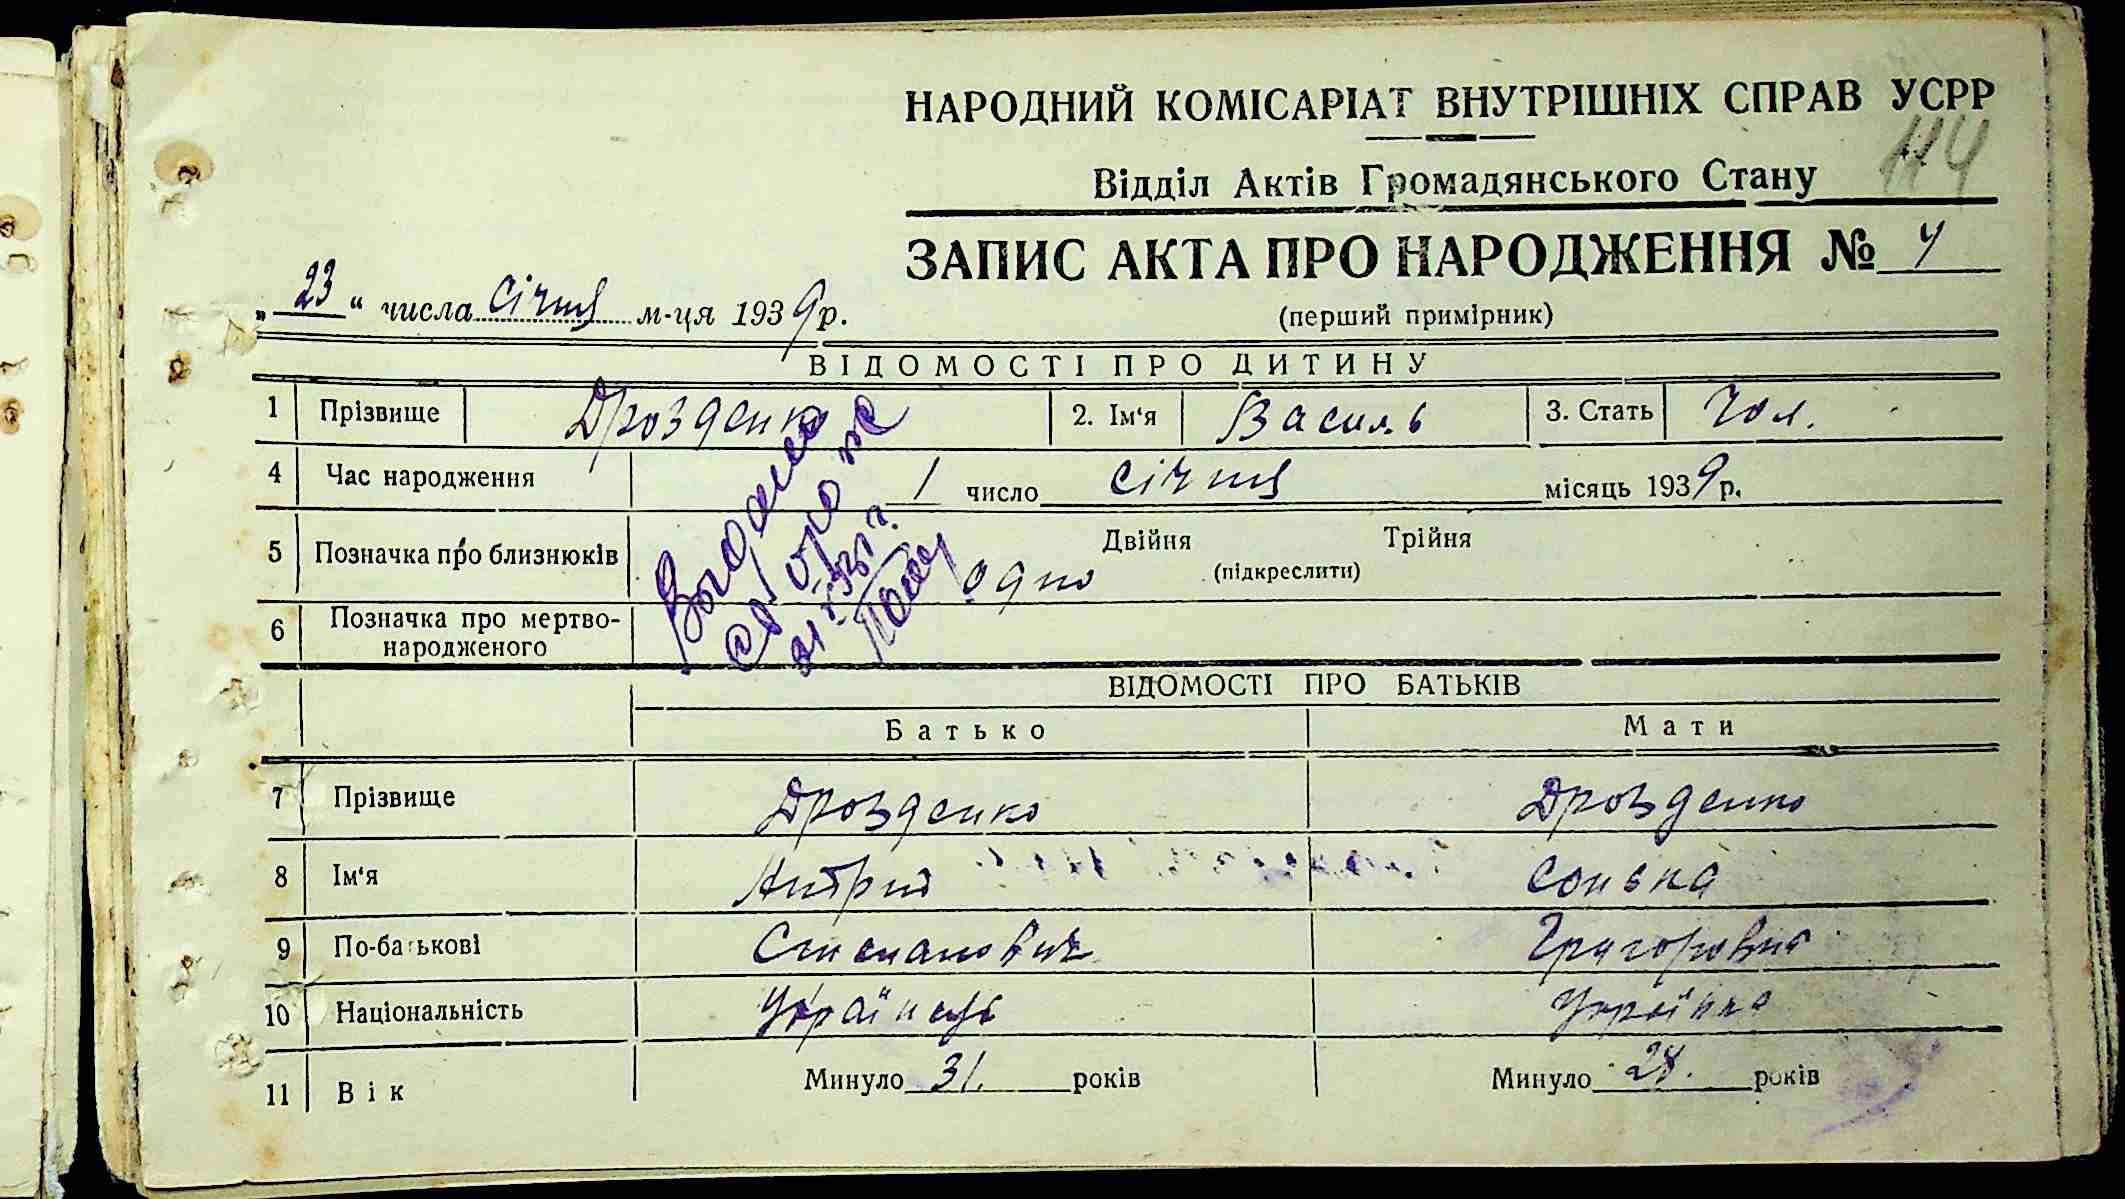 НАРОДНИЙ КОМІСАРІАТ ВНУТРІШНІХ СПРАВ УСРР
114
Відділ Актів Громадянського Стану
ЗАПИС АКТА ПРО НАРОДЖЕННЯ № 4
„ 23 “ числа січня м-ця 1939 р.
(перший примірник)
ВІДОМОСТІ ПРО ДИТИНУ
1 Прізвище Дрозденко 2. Ім‘я Василь 3. Стать Чол.
4 Час народження 1 число січня місяць 1939 р.
5 Позначка про близнюків Двійня Трійня
одно (підкреслити)
6 Позначка про мертво-
народженого
Выдано
ВІДОМОСТІ ПРО БАТЬКІВ
Батько Мати
7 Прізвище Дрозденко Дрозденко
8 Ім‘я Сонька
9 По-батькові Степанович
10 Національність Українець Українка
11 Вік Минуло 31. років Минуло 28. років